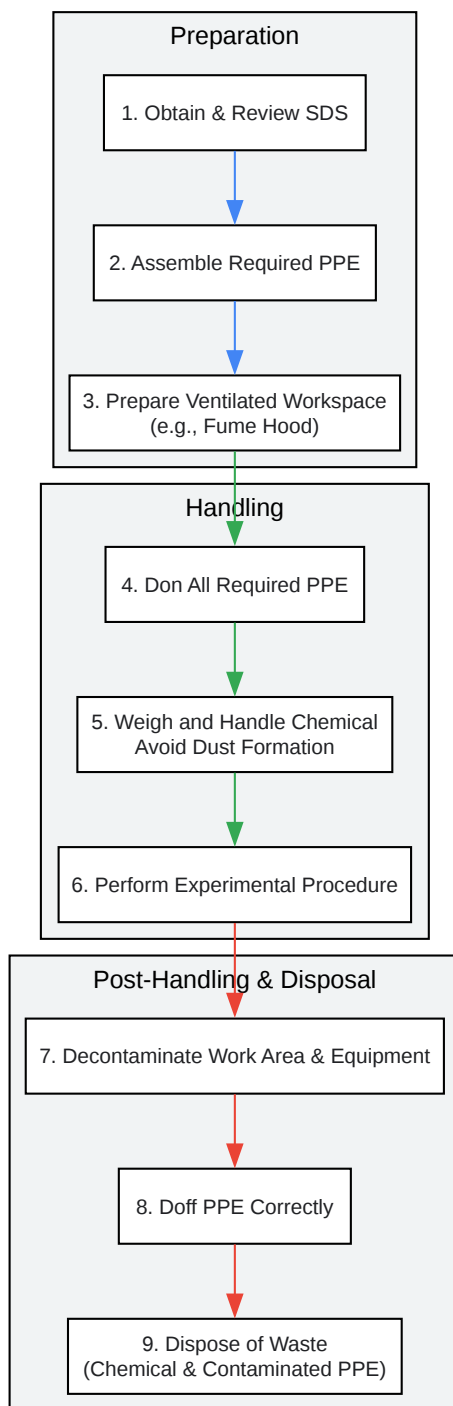 Preparation
1. Obtain & Review SDS
2. Assemble Required PPE
3. Prepare Ventilated Workspace
(e.g., Fume Hood)
Handling
4. Don All Required PPE
5. Weigh and Handle Chemical
Avoid Dust Formation
6. Perform Experimental Procedure
Post-Handling & Disposal
7. Decontaminate Work Area & Equipment
8. Doff PPE Correctly
9. Dispose of Waste
(Chemical & Contaminated PPE)